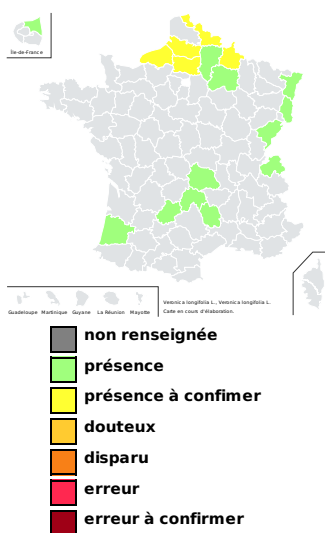 Île-de-France
Guadeloupe Martinique Guyane La Réunion Mayotte
Veronica longifolia L., Veronica longifolia L.
Carte en cours d'élaboration.
non renseignée
présence
présence à confimer
douteux
disparu
erreur
erreur à confirmer